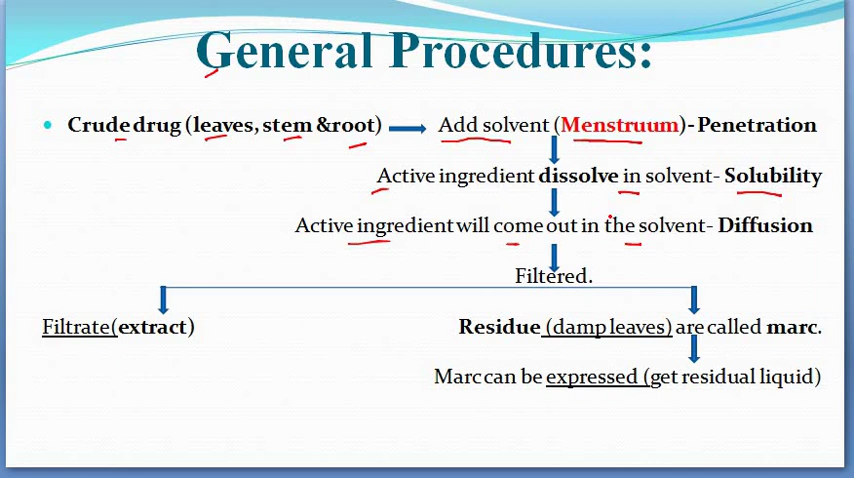 General Procedures:
• Crude drug (leaves, stem &root) Add solvent (Menstruum)- Penetration
Active ingredient dissolve in solvent- Solubility
Active ingredient will come out in the solvent- Diffusion
Filtered.
Filtrate(extract) Residue (damp leaves) are called marc.
Marc can be expressed (get residual liquid)